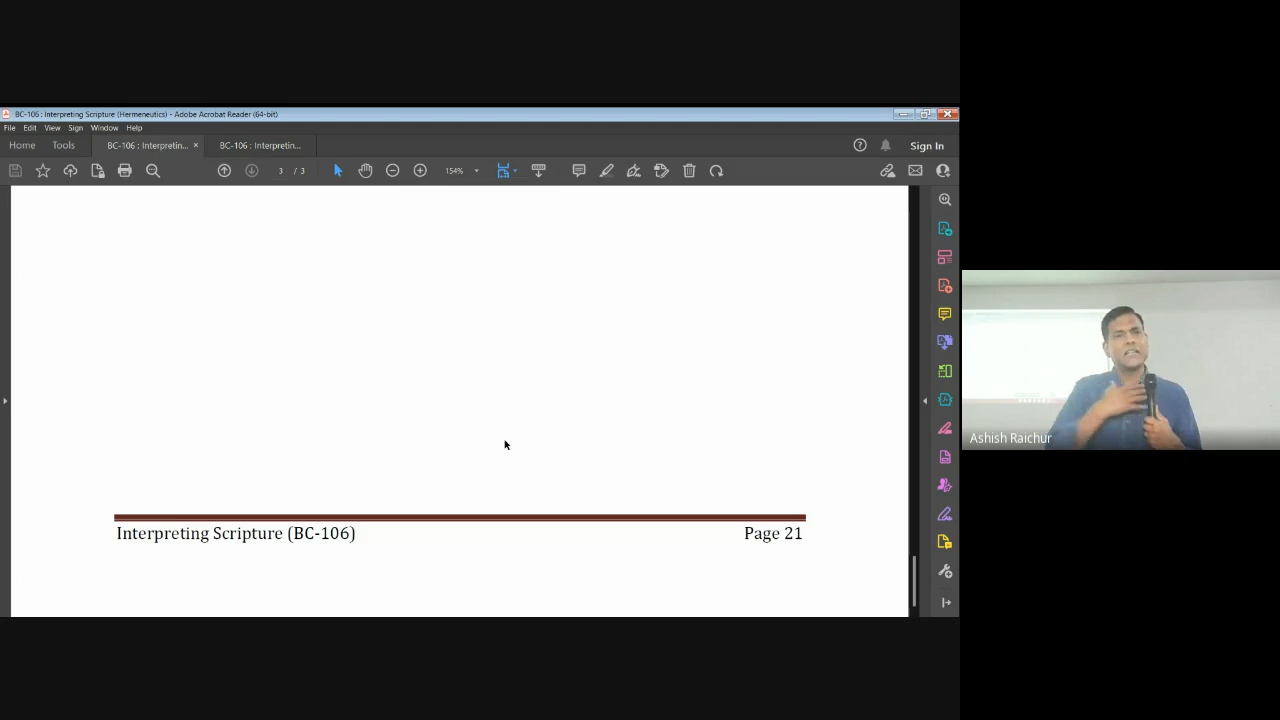 BC-106 : Interpreting Scripture (Hermeneutics) - Adobe Acrobat Reader (64-bit)
File Edit View Sign Window Help
Home Tools BC-106 : Interpretin... × BC-106 : Interpretin... Sign In
3 / 3 154%
Interpreting Scripture (BC-106) Page 21
Ashish Raichur